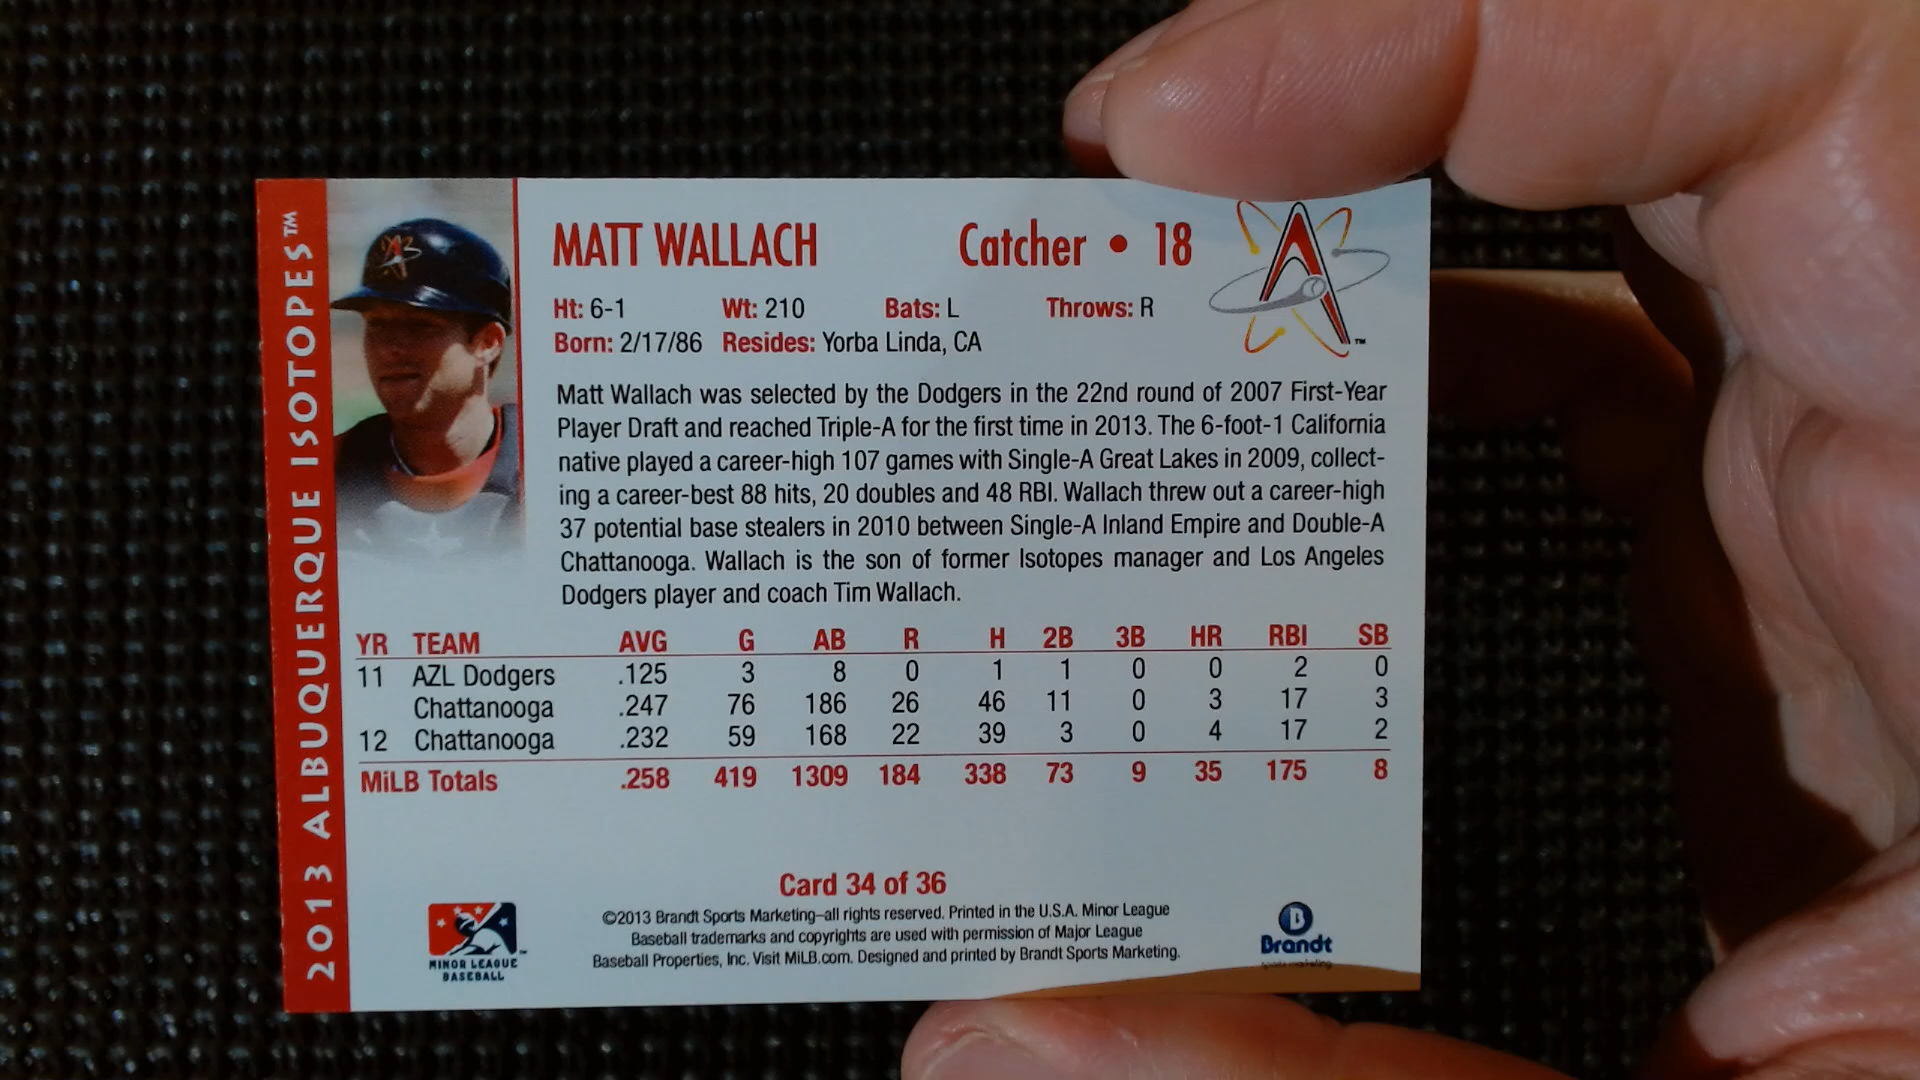 2013 ALBUQUERQUE ISOTOPES™
MATT WALLACH Catcher • 18
Ht: 6-1 Wt: 210 Bats: L Throws: R
Born: 2/17/86 Resides: Yorba Linda, CA
Matt Wallach was selected by the Dodgers in the 22nd round of 2007 First-Year
Player Draft and reached Triple-A for the first time in 2013. The 6-foot-1 California
native played a career-high 107 games with Single-A Great Lakes in 2009, collect-
ing a career-best 88 hits, 20 doubles and 48 RBI. Wallach threw out a career-high
37 potential base stealers in 2010 between Single-A Inland Empire and Double-A
Chattanooga. Wallach is the son of former Isotopes manager and Los Angeles
Dodgers player and coach Tim Wallach.
YR TEAM AVG G AB R H 2B 3B HR RBI SB
11 AZL Dodgers .125 3 8 0 1 1 0 0 2 0
Chattanooga .247 76 186 26 46 11 0 3 17 3
12 Chattanooga .232 59 168 22 39 3 0 4 17 2
MiLB Totals .258 419 1309 184 338 73 9 35 175 8
Card 34 of 36
©2013 Brandt Sports Marketing–all rights reserved. Printed in the U.S.A. Minor League
Baseball trademarks and copyrights are used with permission of Major League
Baseball Properties, Inc. Visit MiLB.com. Designed and printed by Brandt Sports Marketing.
MINOR LEAGUE™
BASEBALL
B
Brandt
sports marketing